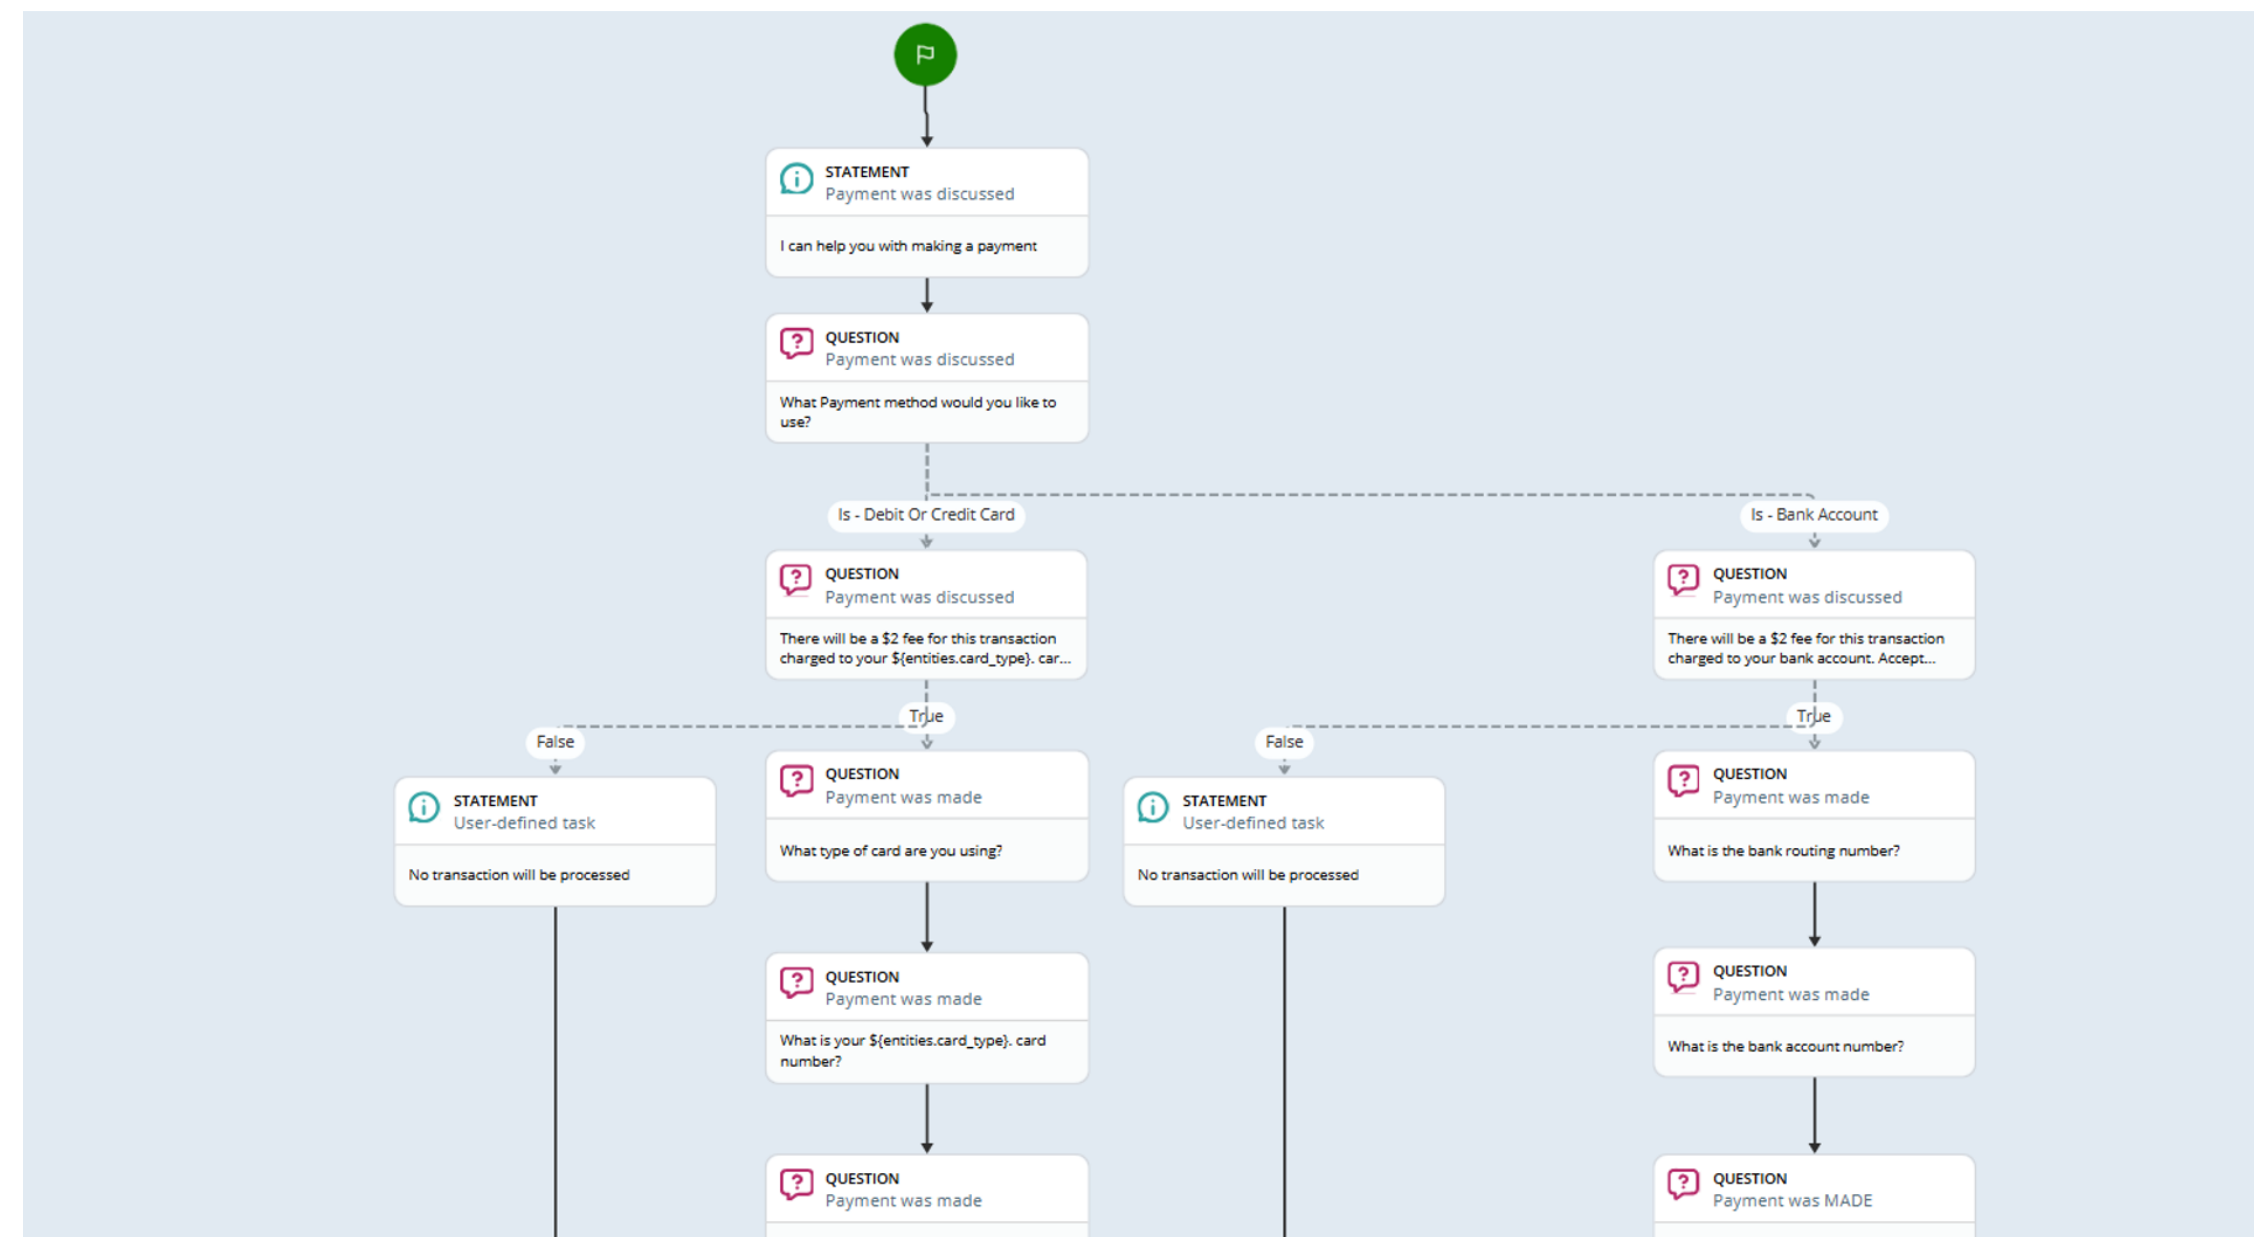 STATEMENT
Payment was discussed
I can help you with making a payment
QUESTION
Payment was discussed
What Payment method would you like to
use?
Is - Debit Or Credit Card
Is - Bank Account
QUESTION
Payment was discussed
There will be a $2 fee for this transaction
charged to your ${entities.card_type}. car...
QUESTION
Payment was discussed
There will be a $2 fee for this transaction
charged to your bank account. Accept...
True
False
True
False
STATEMENT
User-defined task
No transaction will be processed
QUESTION
Payment was made
What type of card are you using?
STATEMENT
User-defined task
No transaction will be processed
QUESTION
Payment was made
What is the bank routing number?
QUESTION
Payment was made
What is your ${entities.card_type}. card
number?
QUESTION
Payment was made
What is the bank account number?
QUESTION
Payment was made
QUESTION
Payment was MADE